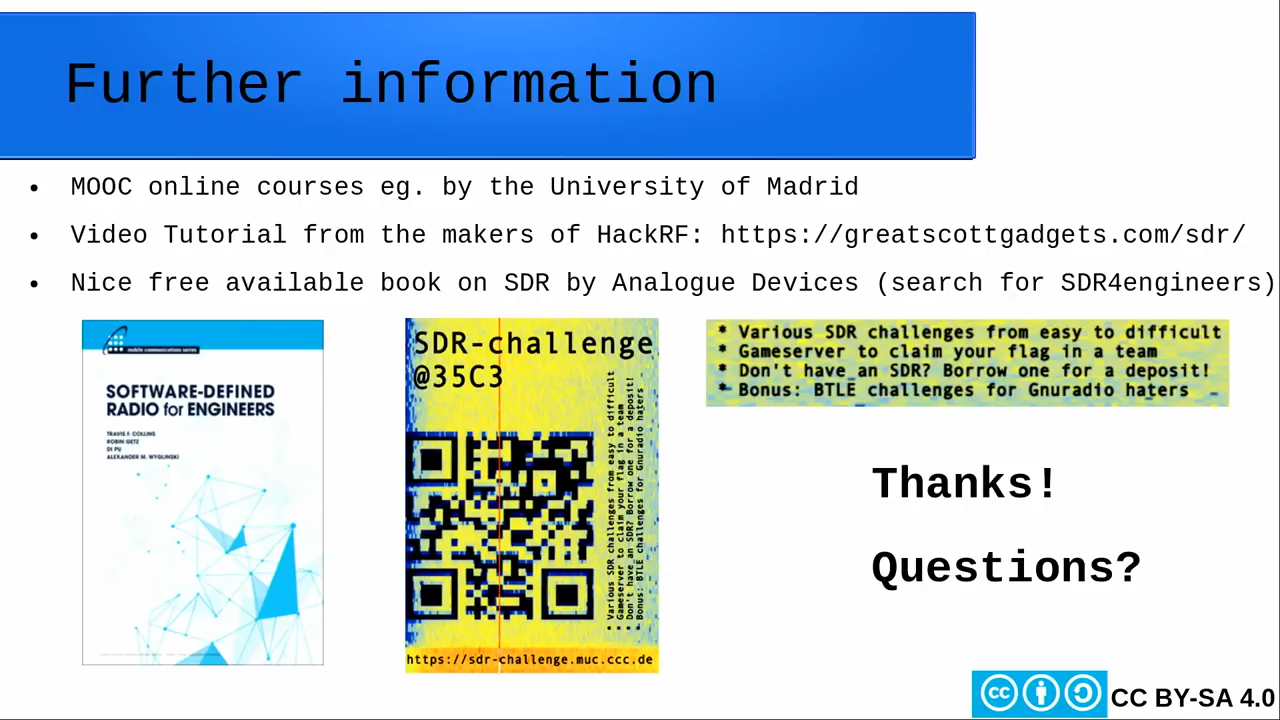 Further information
• MOOC online courses eg. by the University of Madrid
• Video Tutorial from the makers of HackRF: https://greatscottgadgets.com/sdr/
• Nice free available book on SDR by Analogue Devices (search for SDR4engineers)
mobile communications series
SOFTWARE-DEFINED
RADIO for ENGINEERS
TRAVIS F. COLLINS
ROBIN GETZ
DI PU
ALEXANDER M. WYGLINSKI
SDR-challenge
@35C3
* Various SDR challenges from easy to difficult
* Gameserver to claim your flag in a team
* Don't have an SDR? Borrow one for a deposit!
* Bonus: BTLE challenges for Gnuradio haters
https://sdr-challenge.muc.ccc.de
* Various SDR challenges from easy to difficult
* Gameserver to claim your flag in a team
* Don't have an SDR? Borrow one for a deposit!
* Bonus: BTLE challenges for Gnuradio haters
Thanks!
Questions?
cc
CC BY-SA 4.0